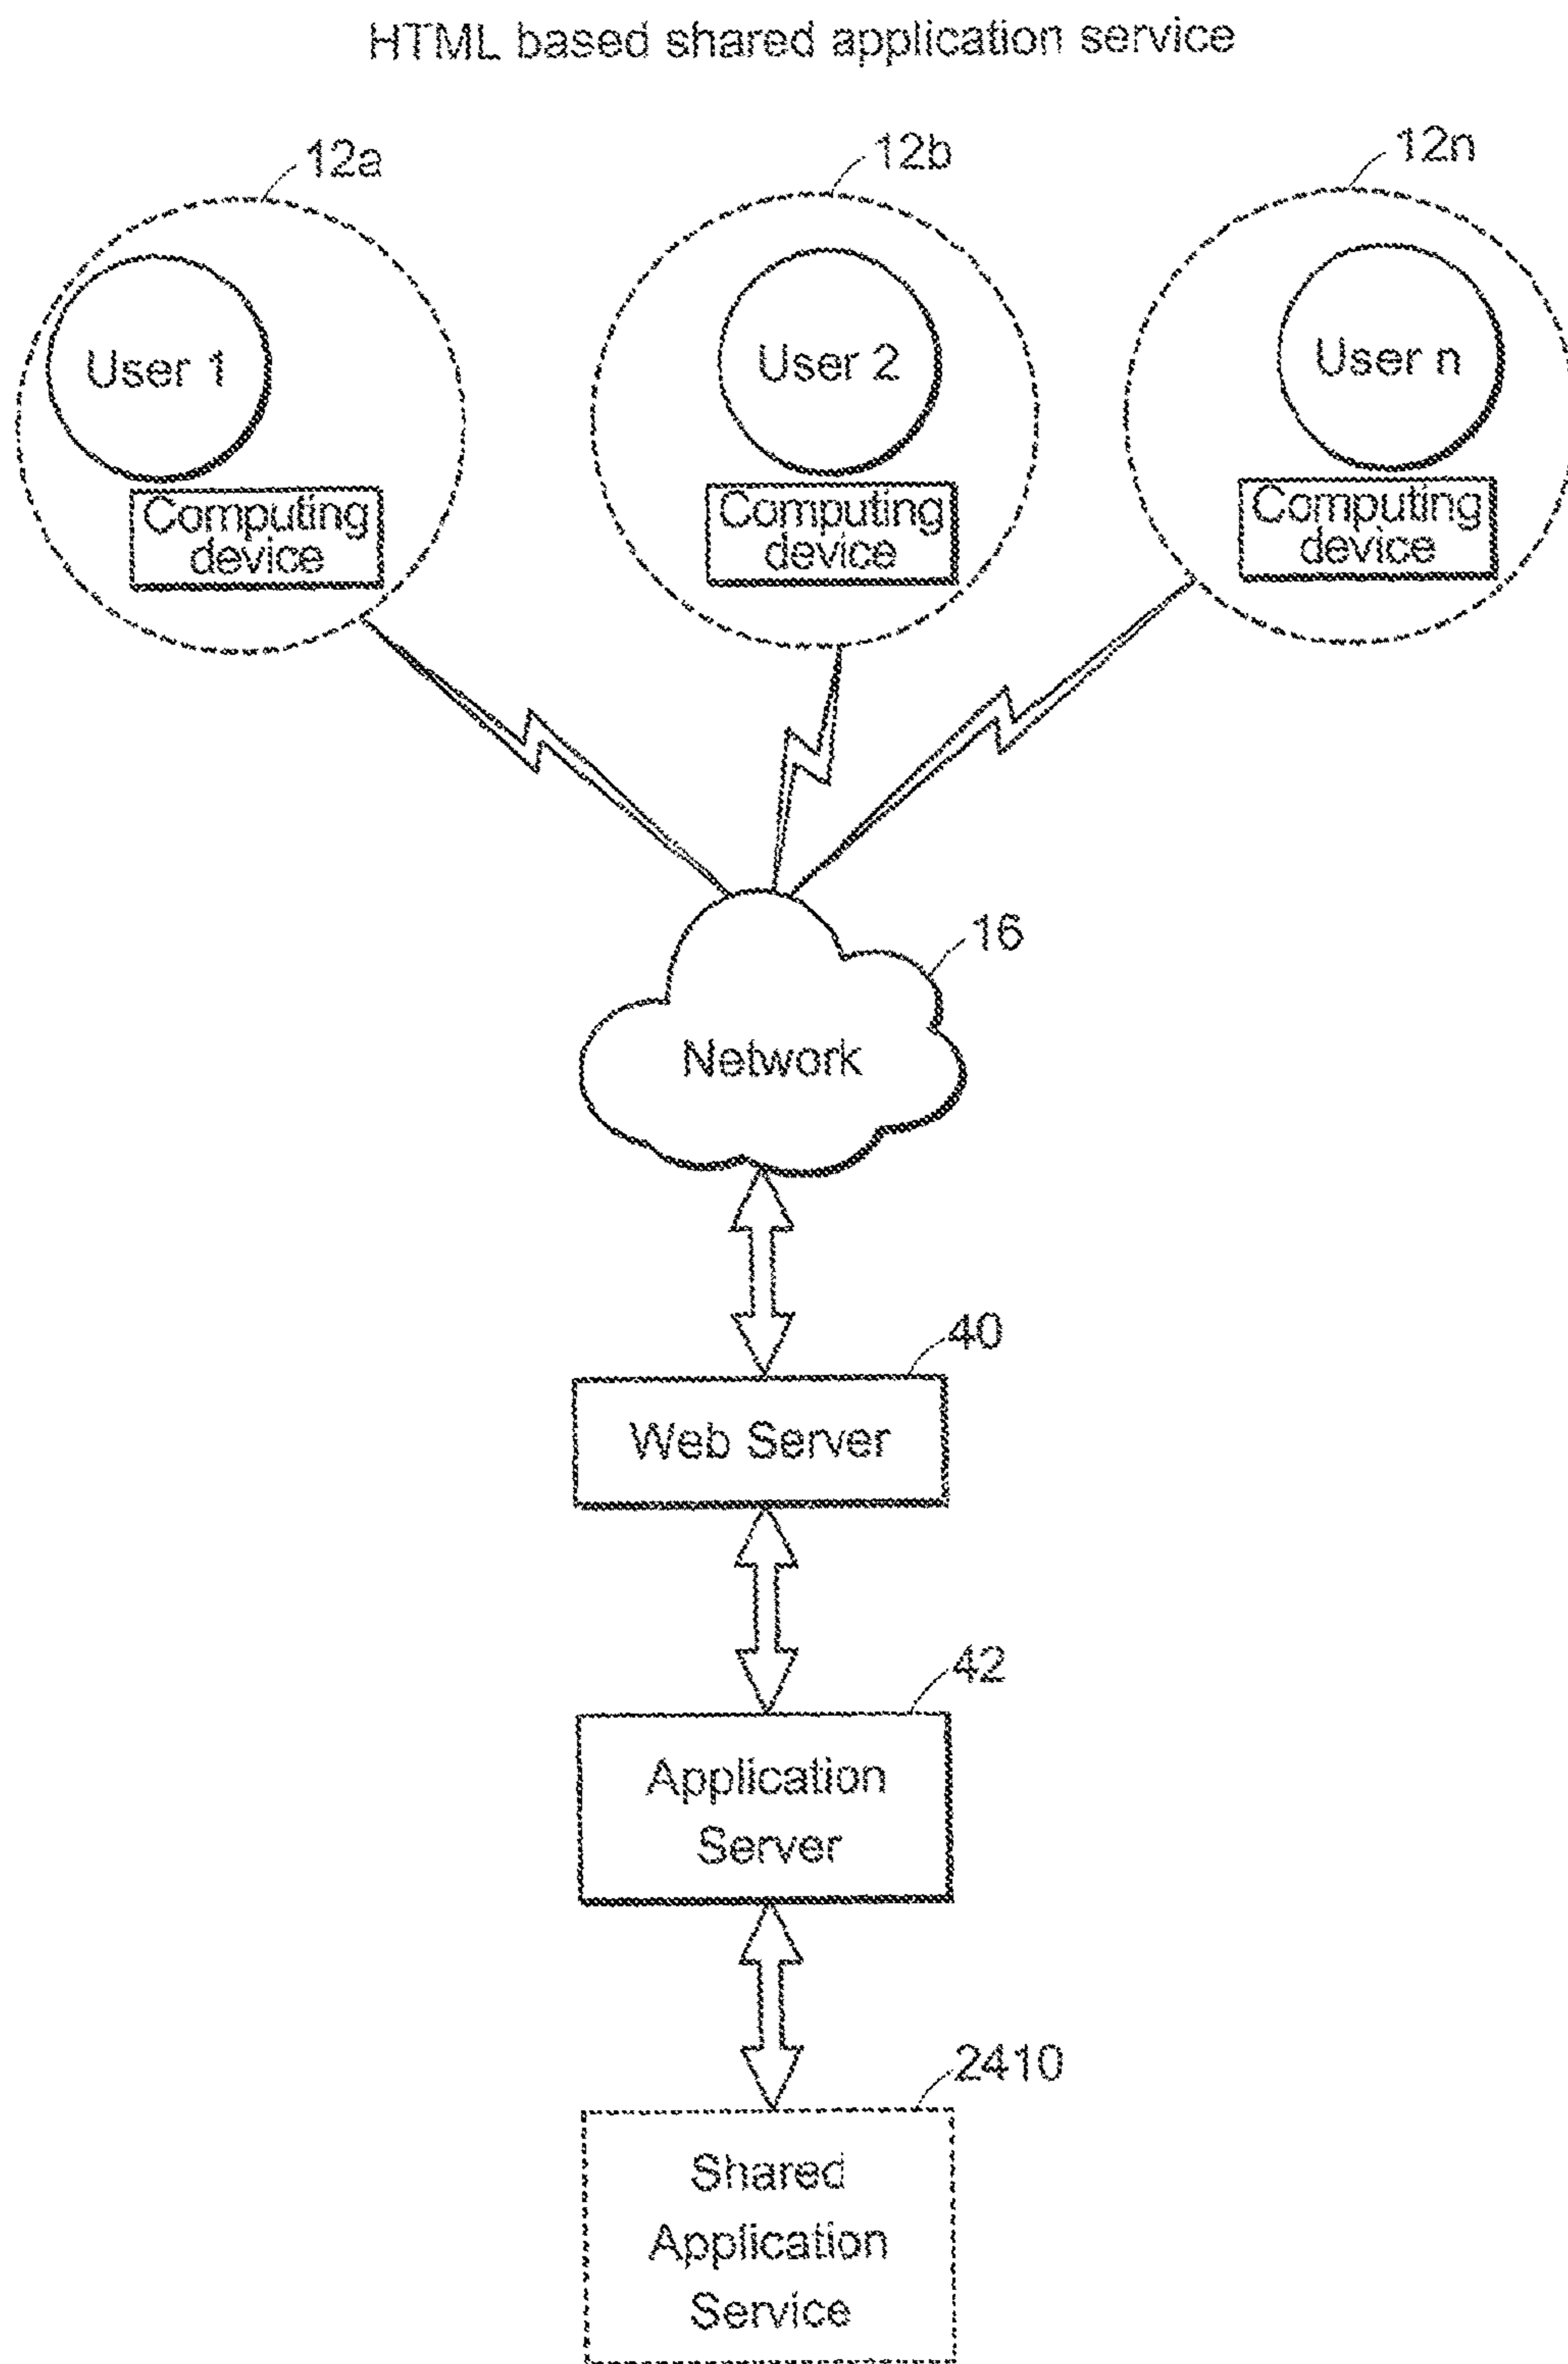 HTML based shared application service
12a
12b
12n
User 1
User 2
User n
Computing
device
Computing
device
Computing
device
16
Network
40
Web Server
42
Application
Server
2410
Shared
Application
Service